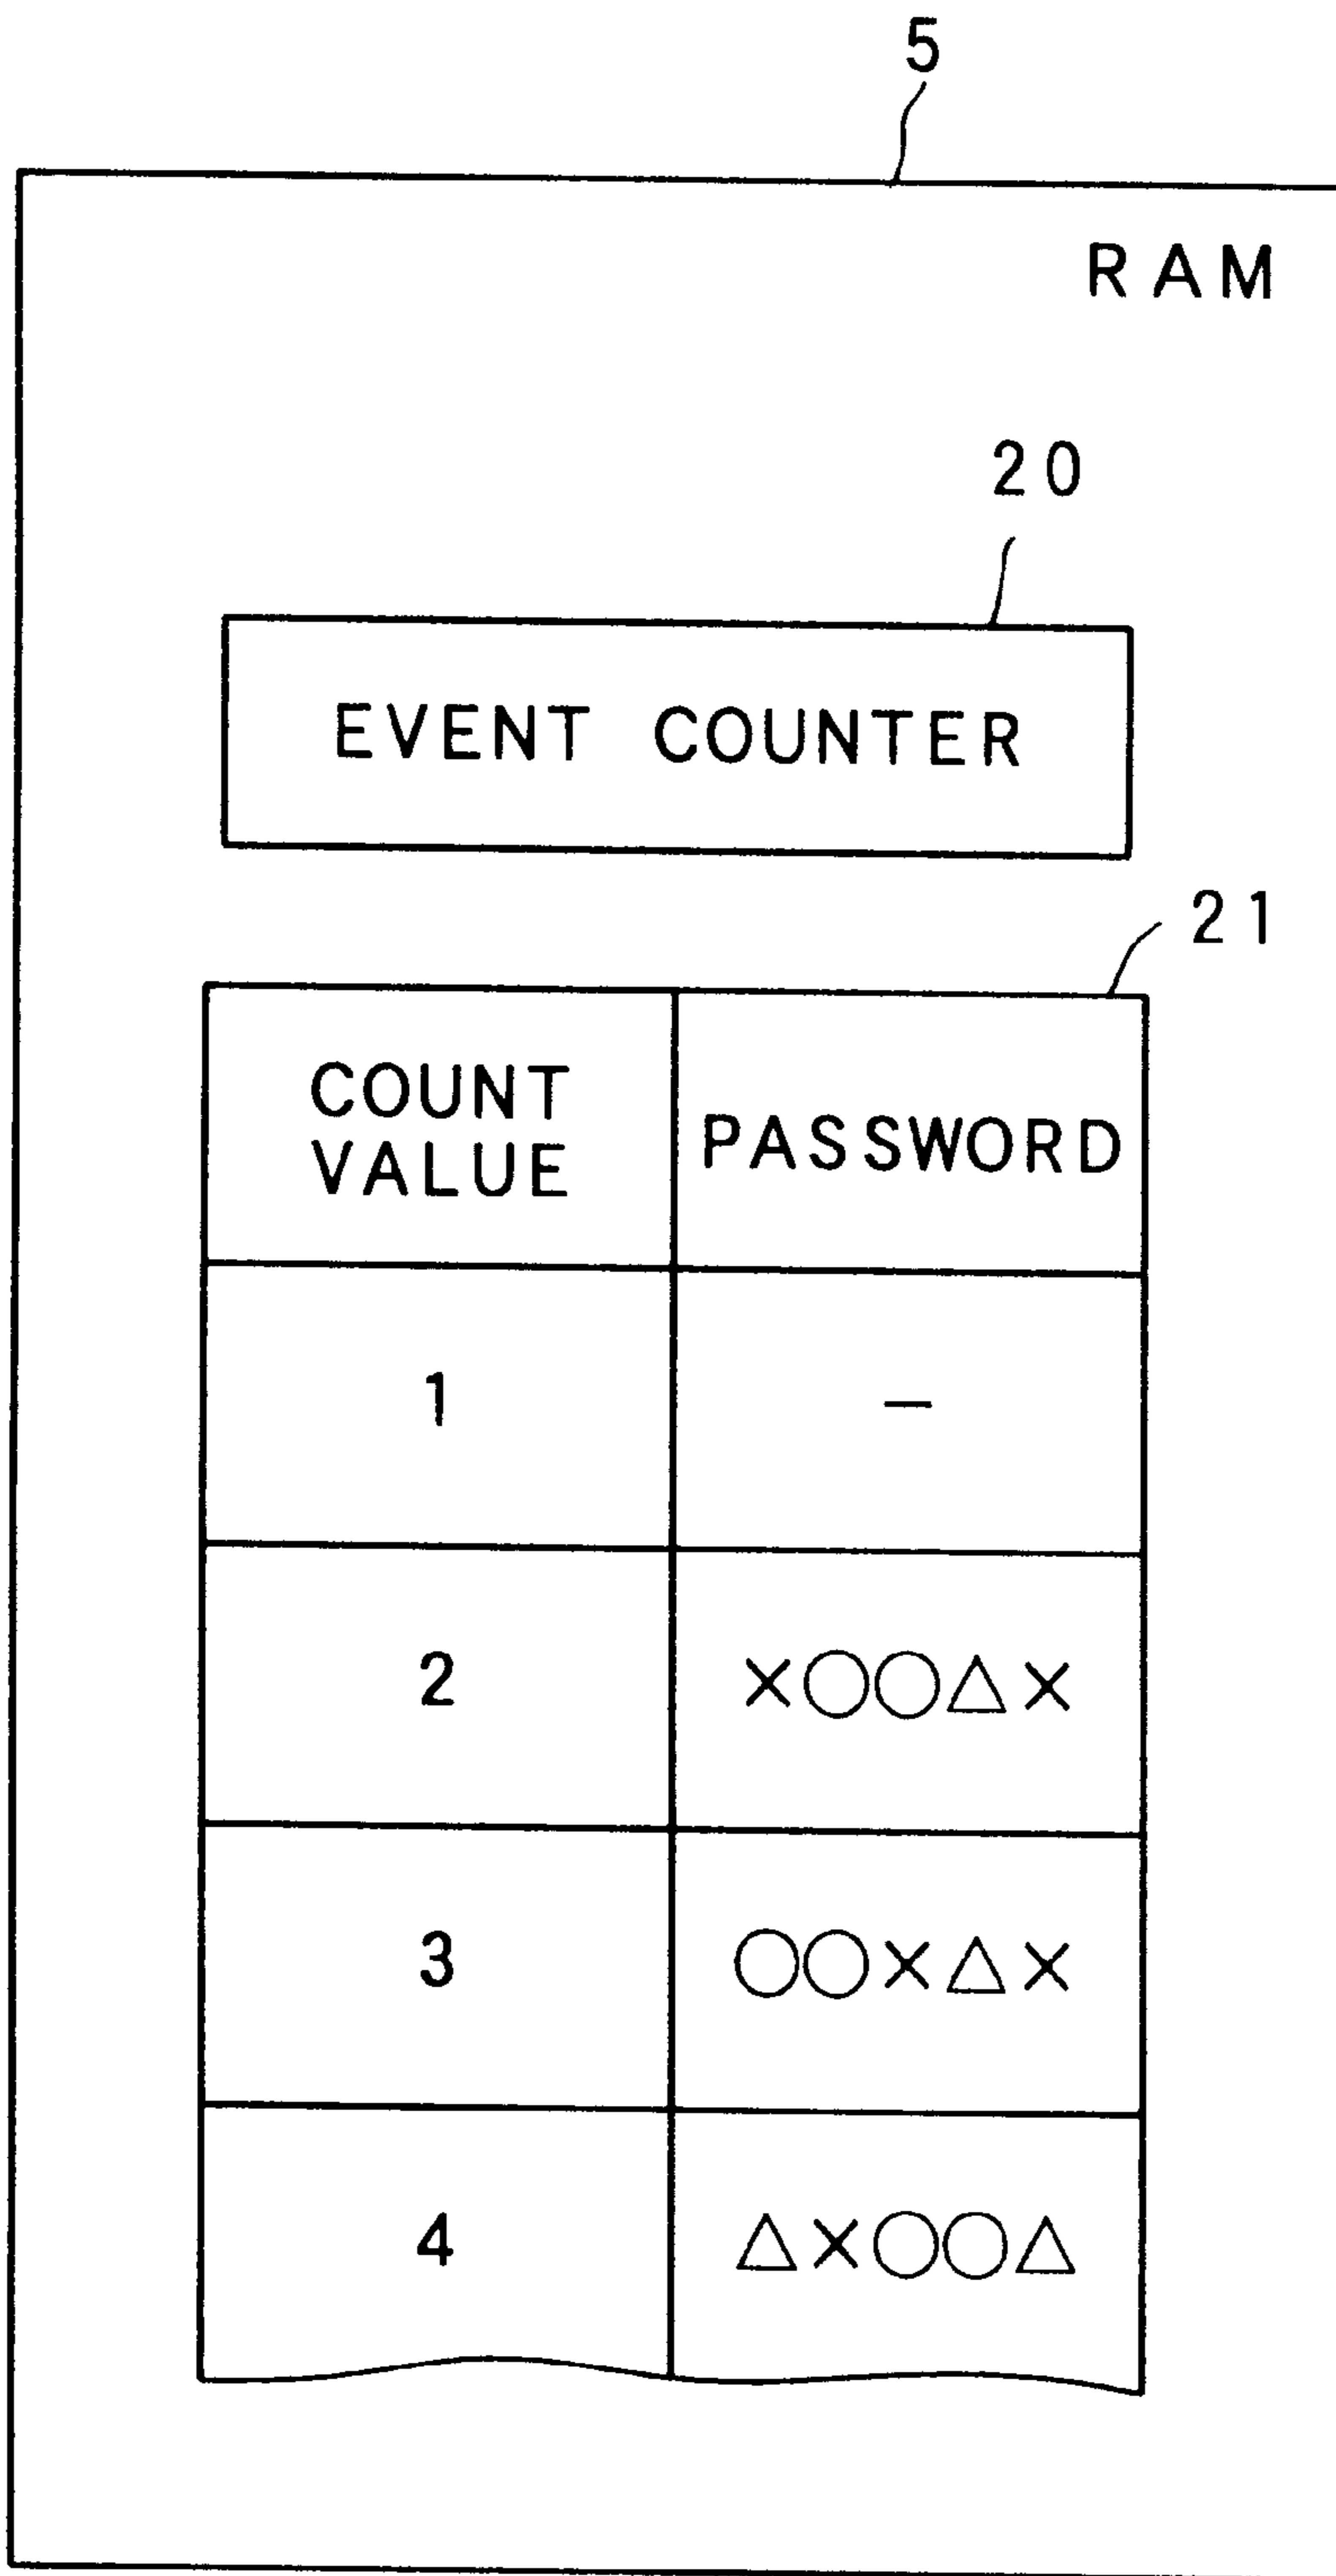 5
RAM
20
EVENT COUNTER
21
COUNT
VALUE
PASSWORD
1 –
2 ×○○△×
3 ○○×△×
4 △×○○△